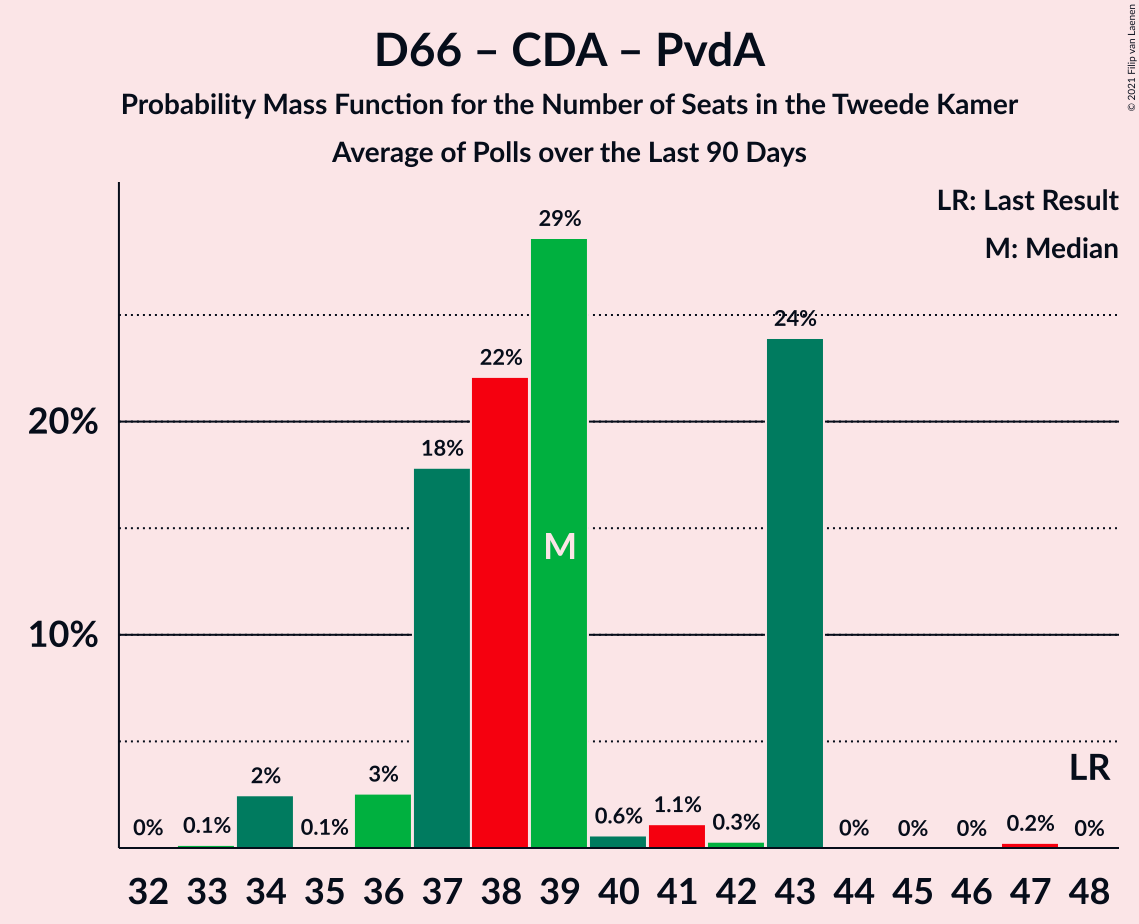 D66 – CDA – PvdA
Probability Mass Function for the Number of Seats in the Tweede Kamer
Average of Polls over the Last 90 Days
© 2021 Filip van Laenen
LR: Last Result
M: Median
29%
24%
22%
20%
18%
M
10%
LR
2%
3%
0%
0.1%
0.1%
0.6%
1.1%
0.3%
0%
0%
0%
0.2%
0%
32 33 34 35 36 37 38 39 40 41 42 43 44 45 46 47 48